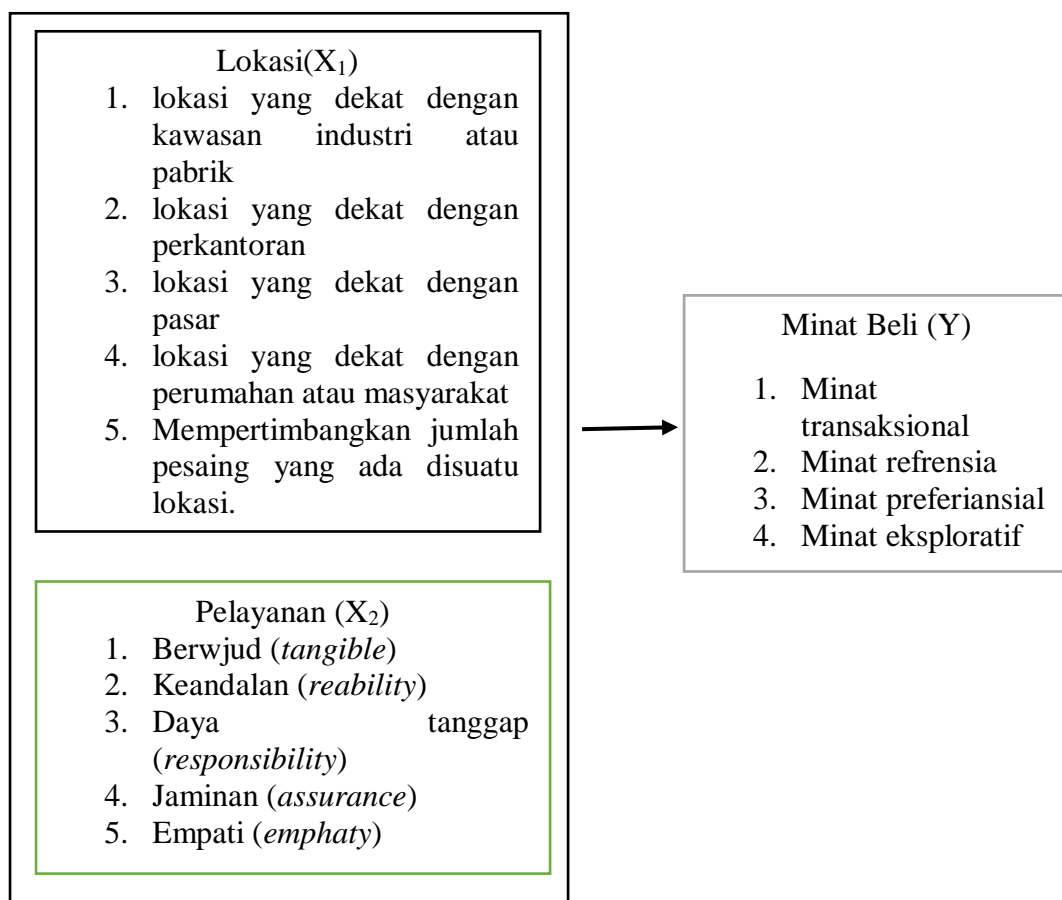 Lokasi(X₁)
1. lokasi yang dekat dengan
kawasan industri atau
pabrik
2. lokasi yang dekat dengan
perkantoran
3. lokasi yang dekat dengan
pasar
4. lokasi yang dekat dengan
perumahan atau masyarakat
5. Mempertimbangkan jumlah
pesaing yang ada disuatu
lokasi.
Pelayanan (X₂)
1. Berwjud (tangible)
2. Keandalan (reability)
3. Daya tanggap
(responsibility)
4. Jaminan (assurance)
5. Empati (emphaty)
Minat Beli (Y)
1. Minat
transaksional
2. Minat refrensia
3. Minat preferiansial
4. Minat eksploratif